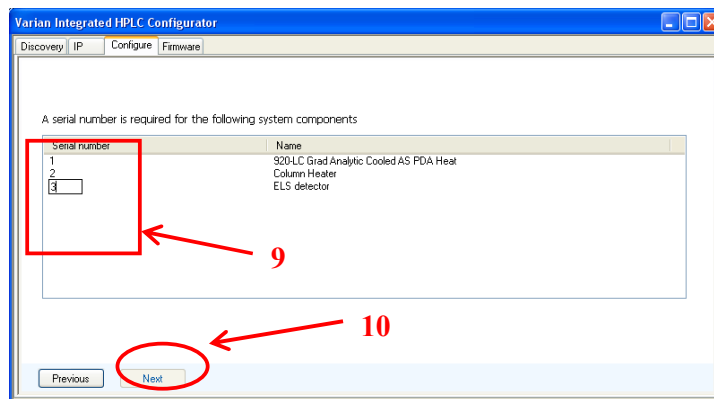 Varian Integrated HPLC Configurator
Discovery IP Configure Firmware
A serial number is required for the following system components
Serial number Name
1 920-LC Grad Analytic Cooled AS PDA Heat
2 Column Heater
3 ELS detector
9
10
Previous Next